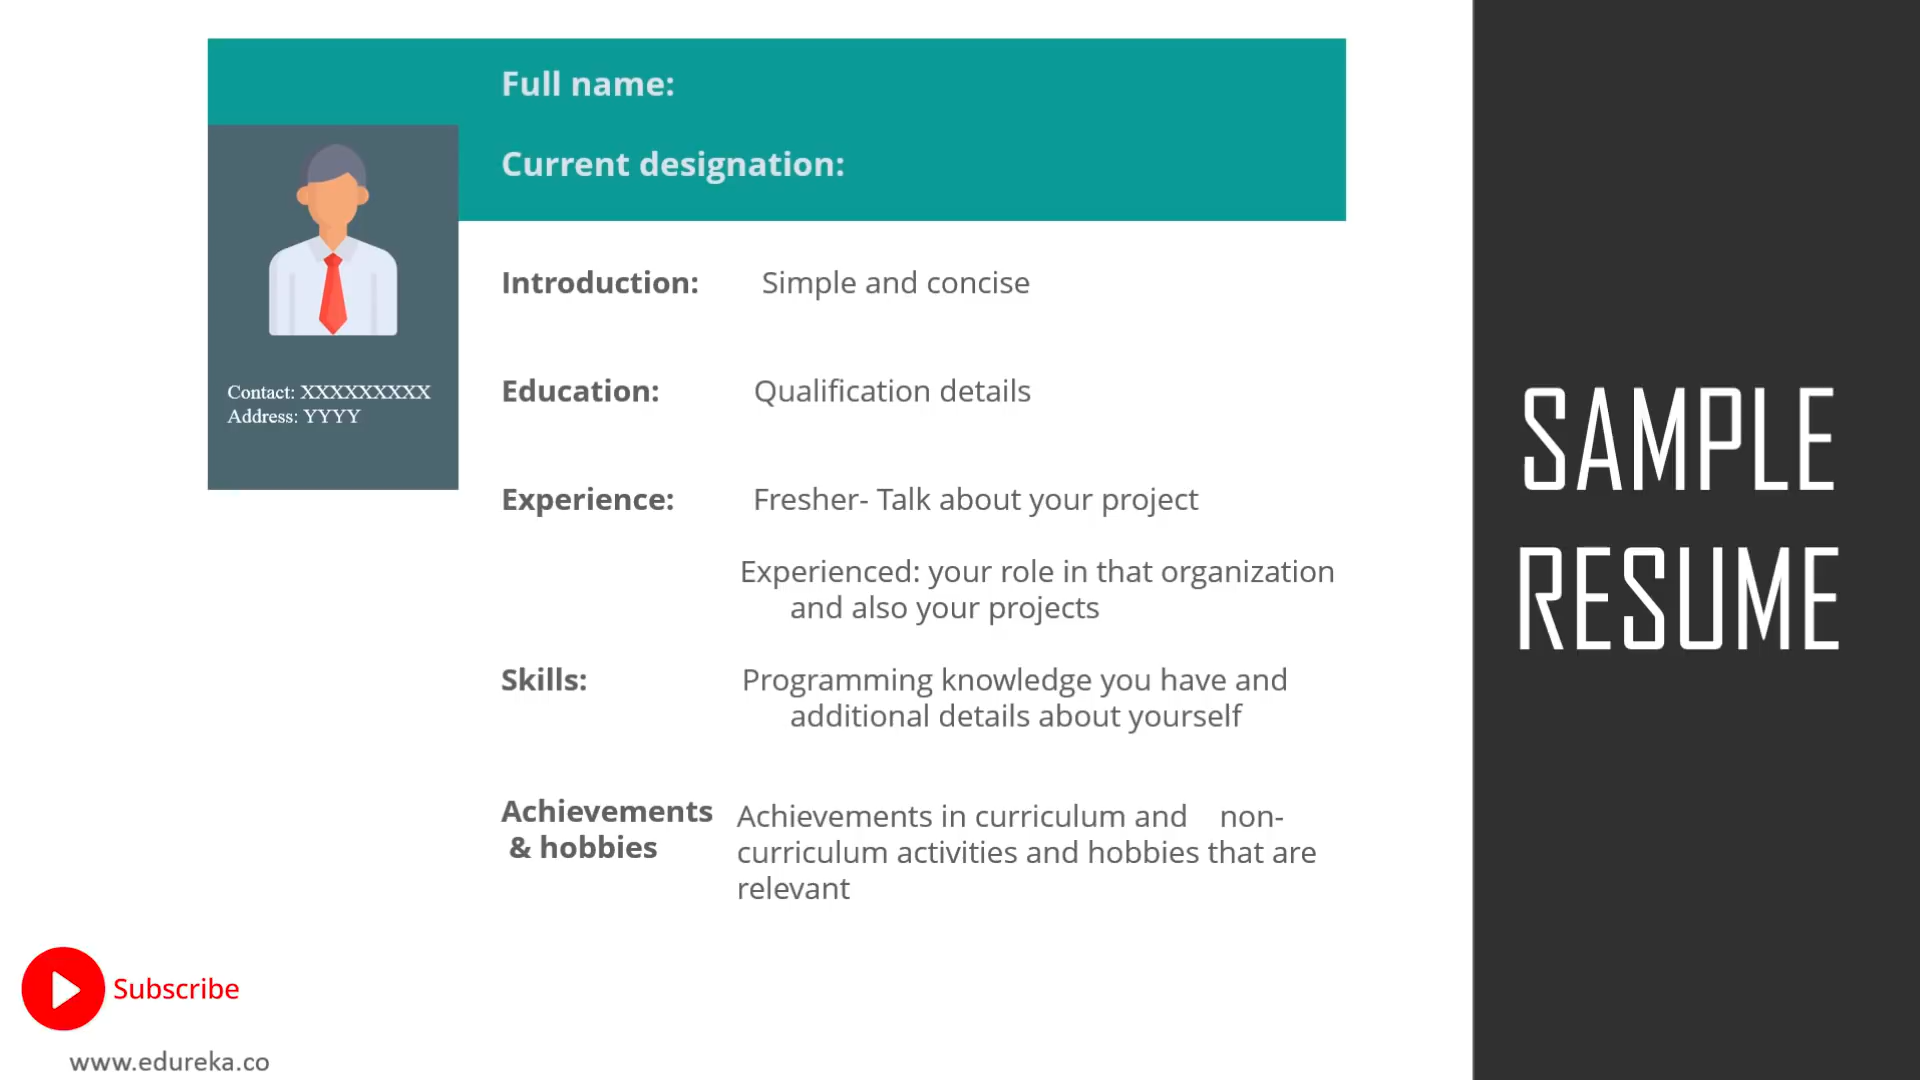 Full name:
Current designation:
Contact: XXXXXXXXX
Address: YYYY
Introduction: Simple and concise
Education: Qualification details
Experience: Fresher- Talk about your project
Experienced: your role in that organization
and also your projects
Skills: Programming knowledge you have and
additional details about yourself
Achievements
& hobbies
Achievements in curriculum and non-
curriculum activities and hobbies that are
relevant
SAMPLE
RESUME
Subscribe
www.edureka.co